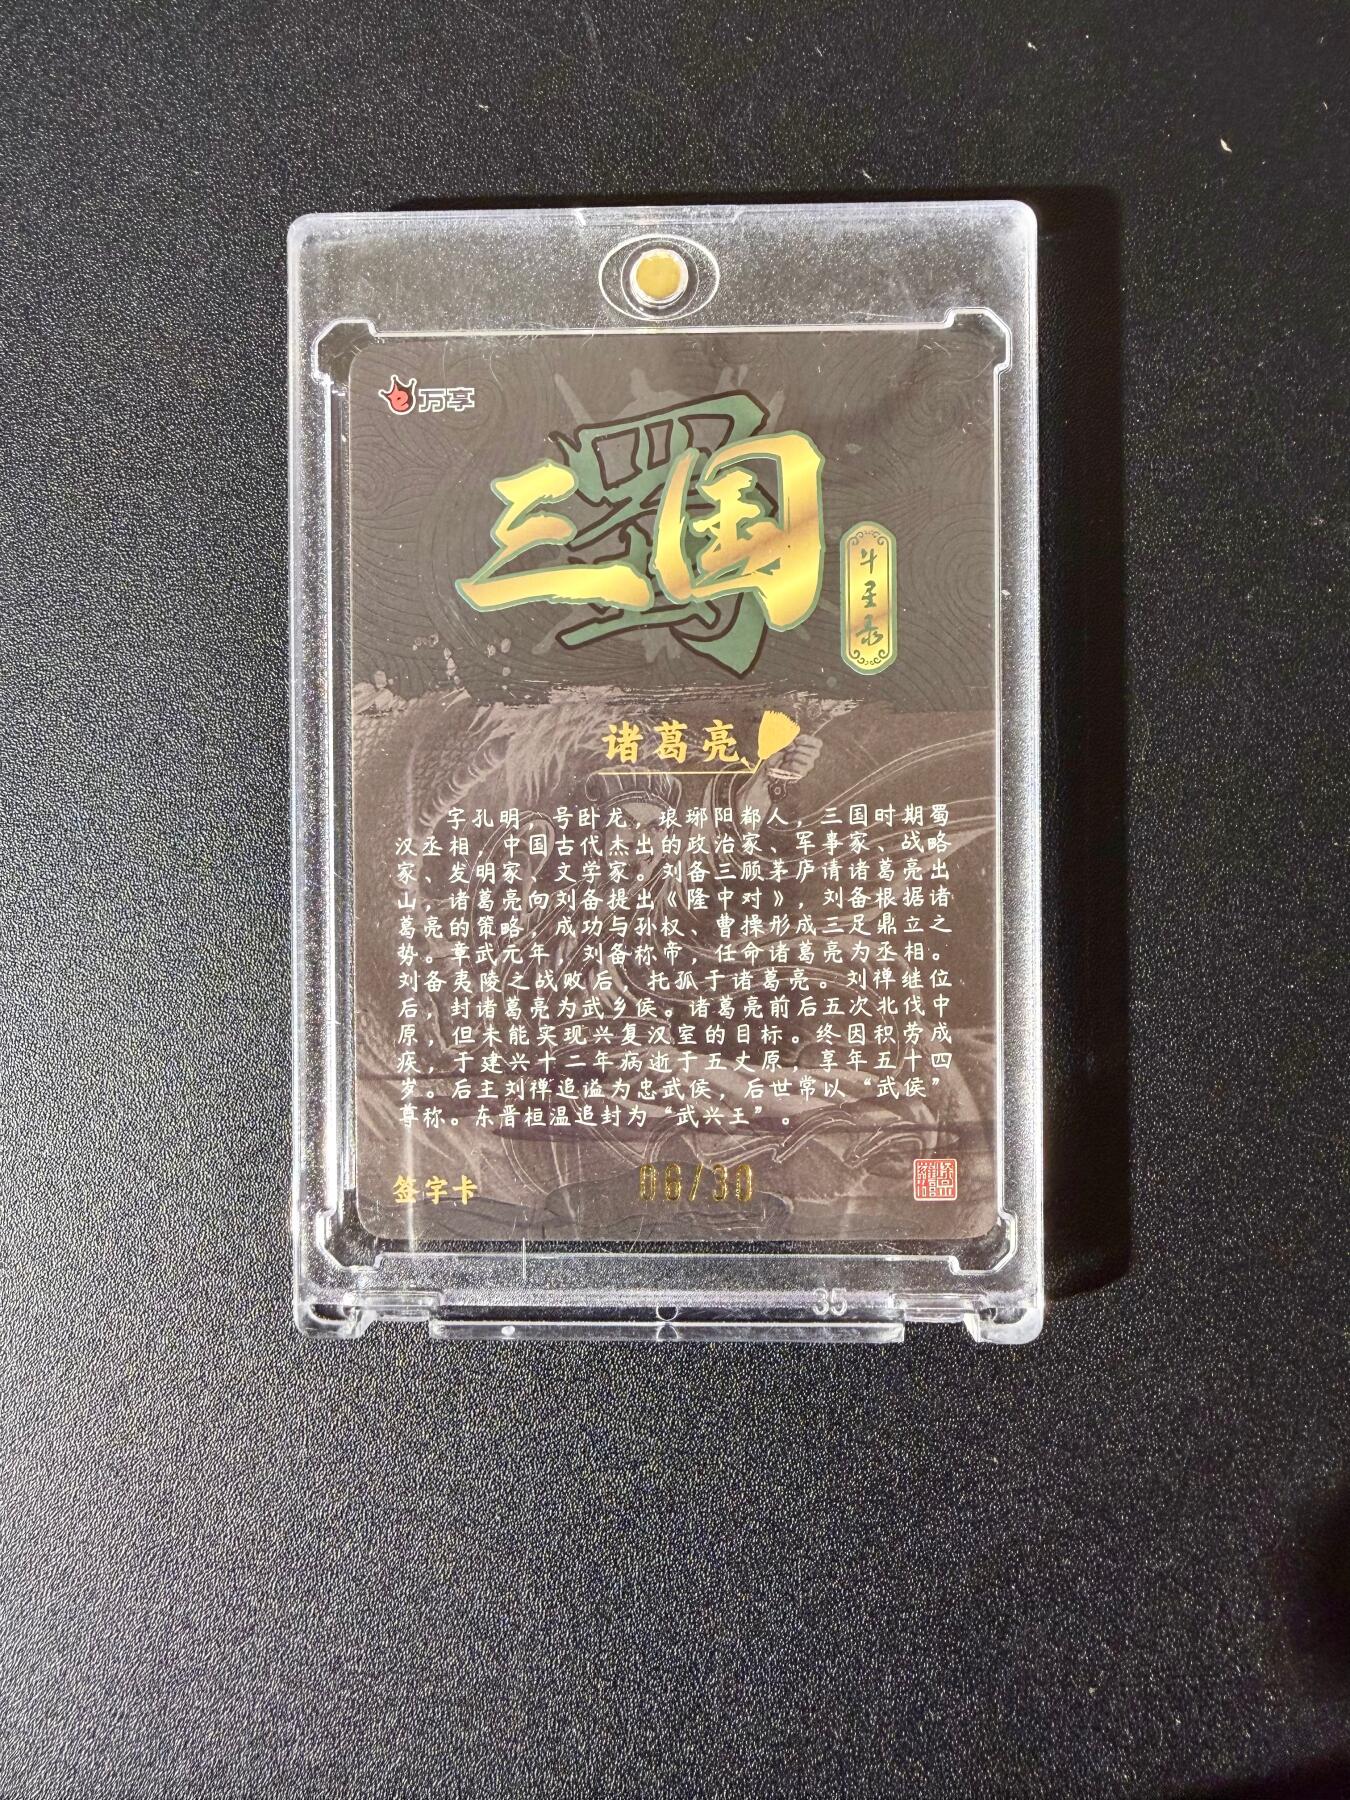 万享
三国
蜀
斗圣录
诸葛亮
字孔明，号卧龙，琅琊阳都人，三国时期蜀
汉丞相，中国古代杰出的政治家、军事家、战略
家、发明家、文学家。刘备三顾茅庐请诸葛亮出
山，诸葛亮向刘备提出《隆中对》，刘备根据诸
葛亮的策略，成功与孙权、曹操形成三足鼎立之
势。章武元年，刘备称帝，任命诸葛亮为丞相。
刘备夷陵之战败后，托孤于诸葛亮。刘禅继位
后，封诸葛亮为武乡侯。诸葛亮前后五次北伐中
原，但未能实现兴复汉室的目标。终因积劳成
疾，于建兴十二年病逝于五丈原，享年五十四
岁。后主刘禅追谥为忠武侯，后世常以“武侯”
尊称。东晋桓温追封为“武兴王”。
签字卡
06/30
35